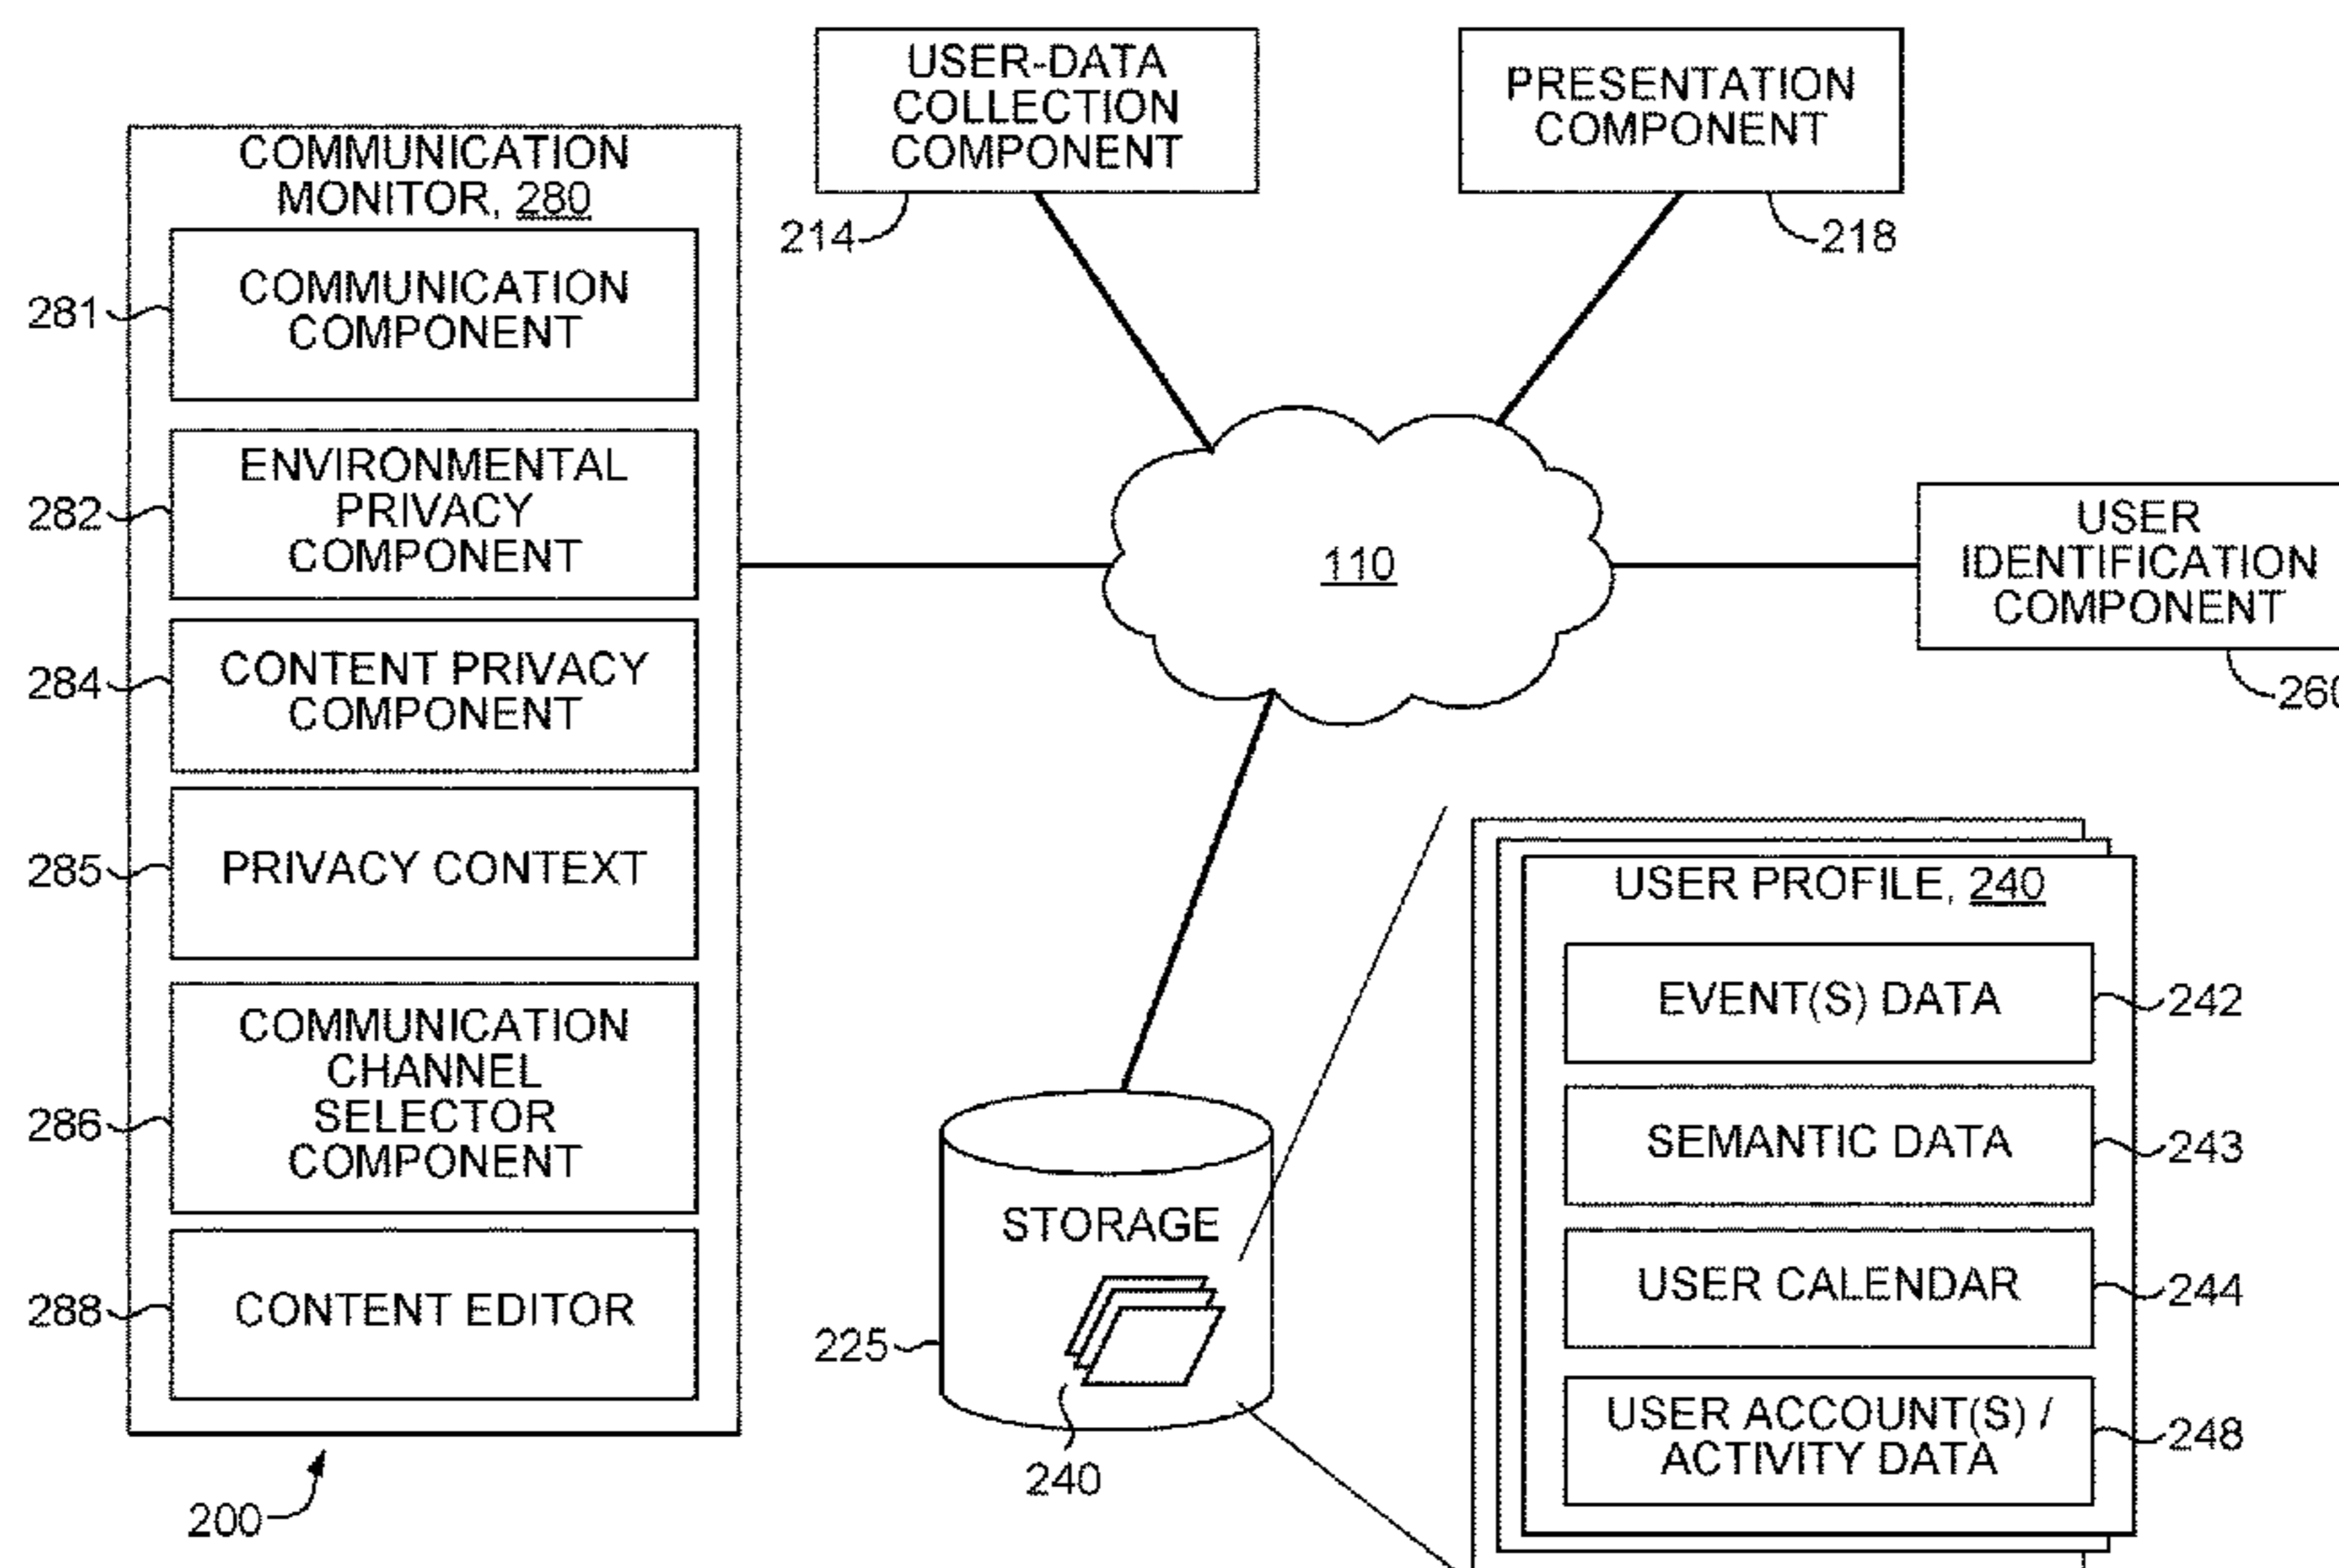 COMMUNICATION
MONITOR, 280
281
COMMUNICATION
COMPONENT
282
ENVIRONMENTAL
PRIVACY
COMPONENT
284
CONTENT PRIVACY
COMPONENT
285
PRIVACY CONTEXT
286
COMMUNICATION
CHANNEL
SELECTOR
COMPONENT
288
CONTENT EDITOR
200
USER-DATA
COLLECTION
COMPONENT
214
PRESENTATION
COMPONENT
218
110
USER
IDENTIFICATION
COMPONENT
260
STORAGE
225
240
USER PROFILE, 240
EVENT(S) DATA
242
SEMANTIC DATA
243
USER CALENDAR
244
USER ACCOUNT(S) /
ACTIVITY DATA
248